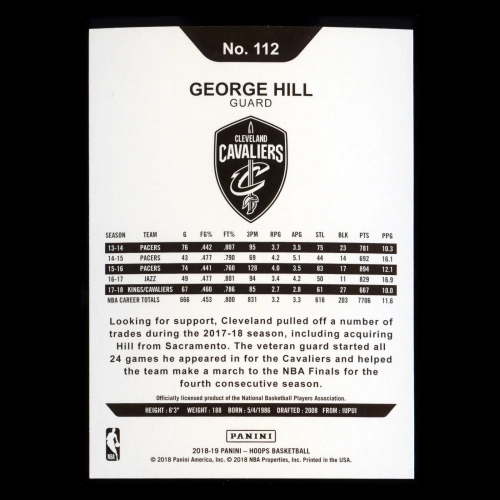 No. 112
GEORGE HILL
GUARD
CLEVELAND
CAVALIERS
C
SEASON TEAM G FG% FT% 3PM RPG APG STL BLK PTS PPG
13-14 PACERS 76 .442 .807 95 3.7 3.5 75 23 781 10.3
14-15 PACERS 43 .477 .790 69 4.2 5.1 44 14 692 16.1
15-16 PACERS 74 .441 .760 128 4.0 3.5 83 17 894 12.1
16-17 JAZZ 49 .477 .801 94 3.4 4.2 50 11 829 16.9
17-18 KINGS/CAVALIERS 67 .460 .786 85 2.7 2.8 61 27 667 10.0
NBA CAREER TOTALS 666 .453 .800 831 3.2 3.3 616 203 7706 11.6
Looking for support, Cleveland pulled off a number of
trades during the 2017-18 season, including acquiring
Hill from Sacramento. The veteran guard started all
24 games he appeared in for the Cavaliers and helped
the team make a march to the NBA Finals for the
fourth consecutive season.
Officially licensed product of the National Basketball Players Association.
HEIGHT : 6'3" WEIGHT : 188 BORN : 5/4/1986 DRAFTED : 2008 FROM : IUPUI
NBA
PANINI
2018-19 PANINI – HOOPS BASKETBALL
© 2018 Panini America, Inc. © 2018 NBA Properties, Inc. Printed in the USA.